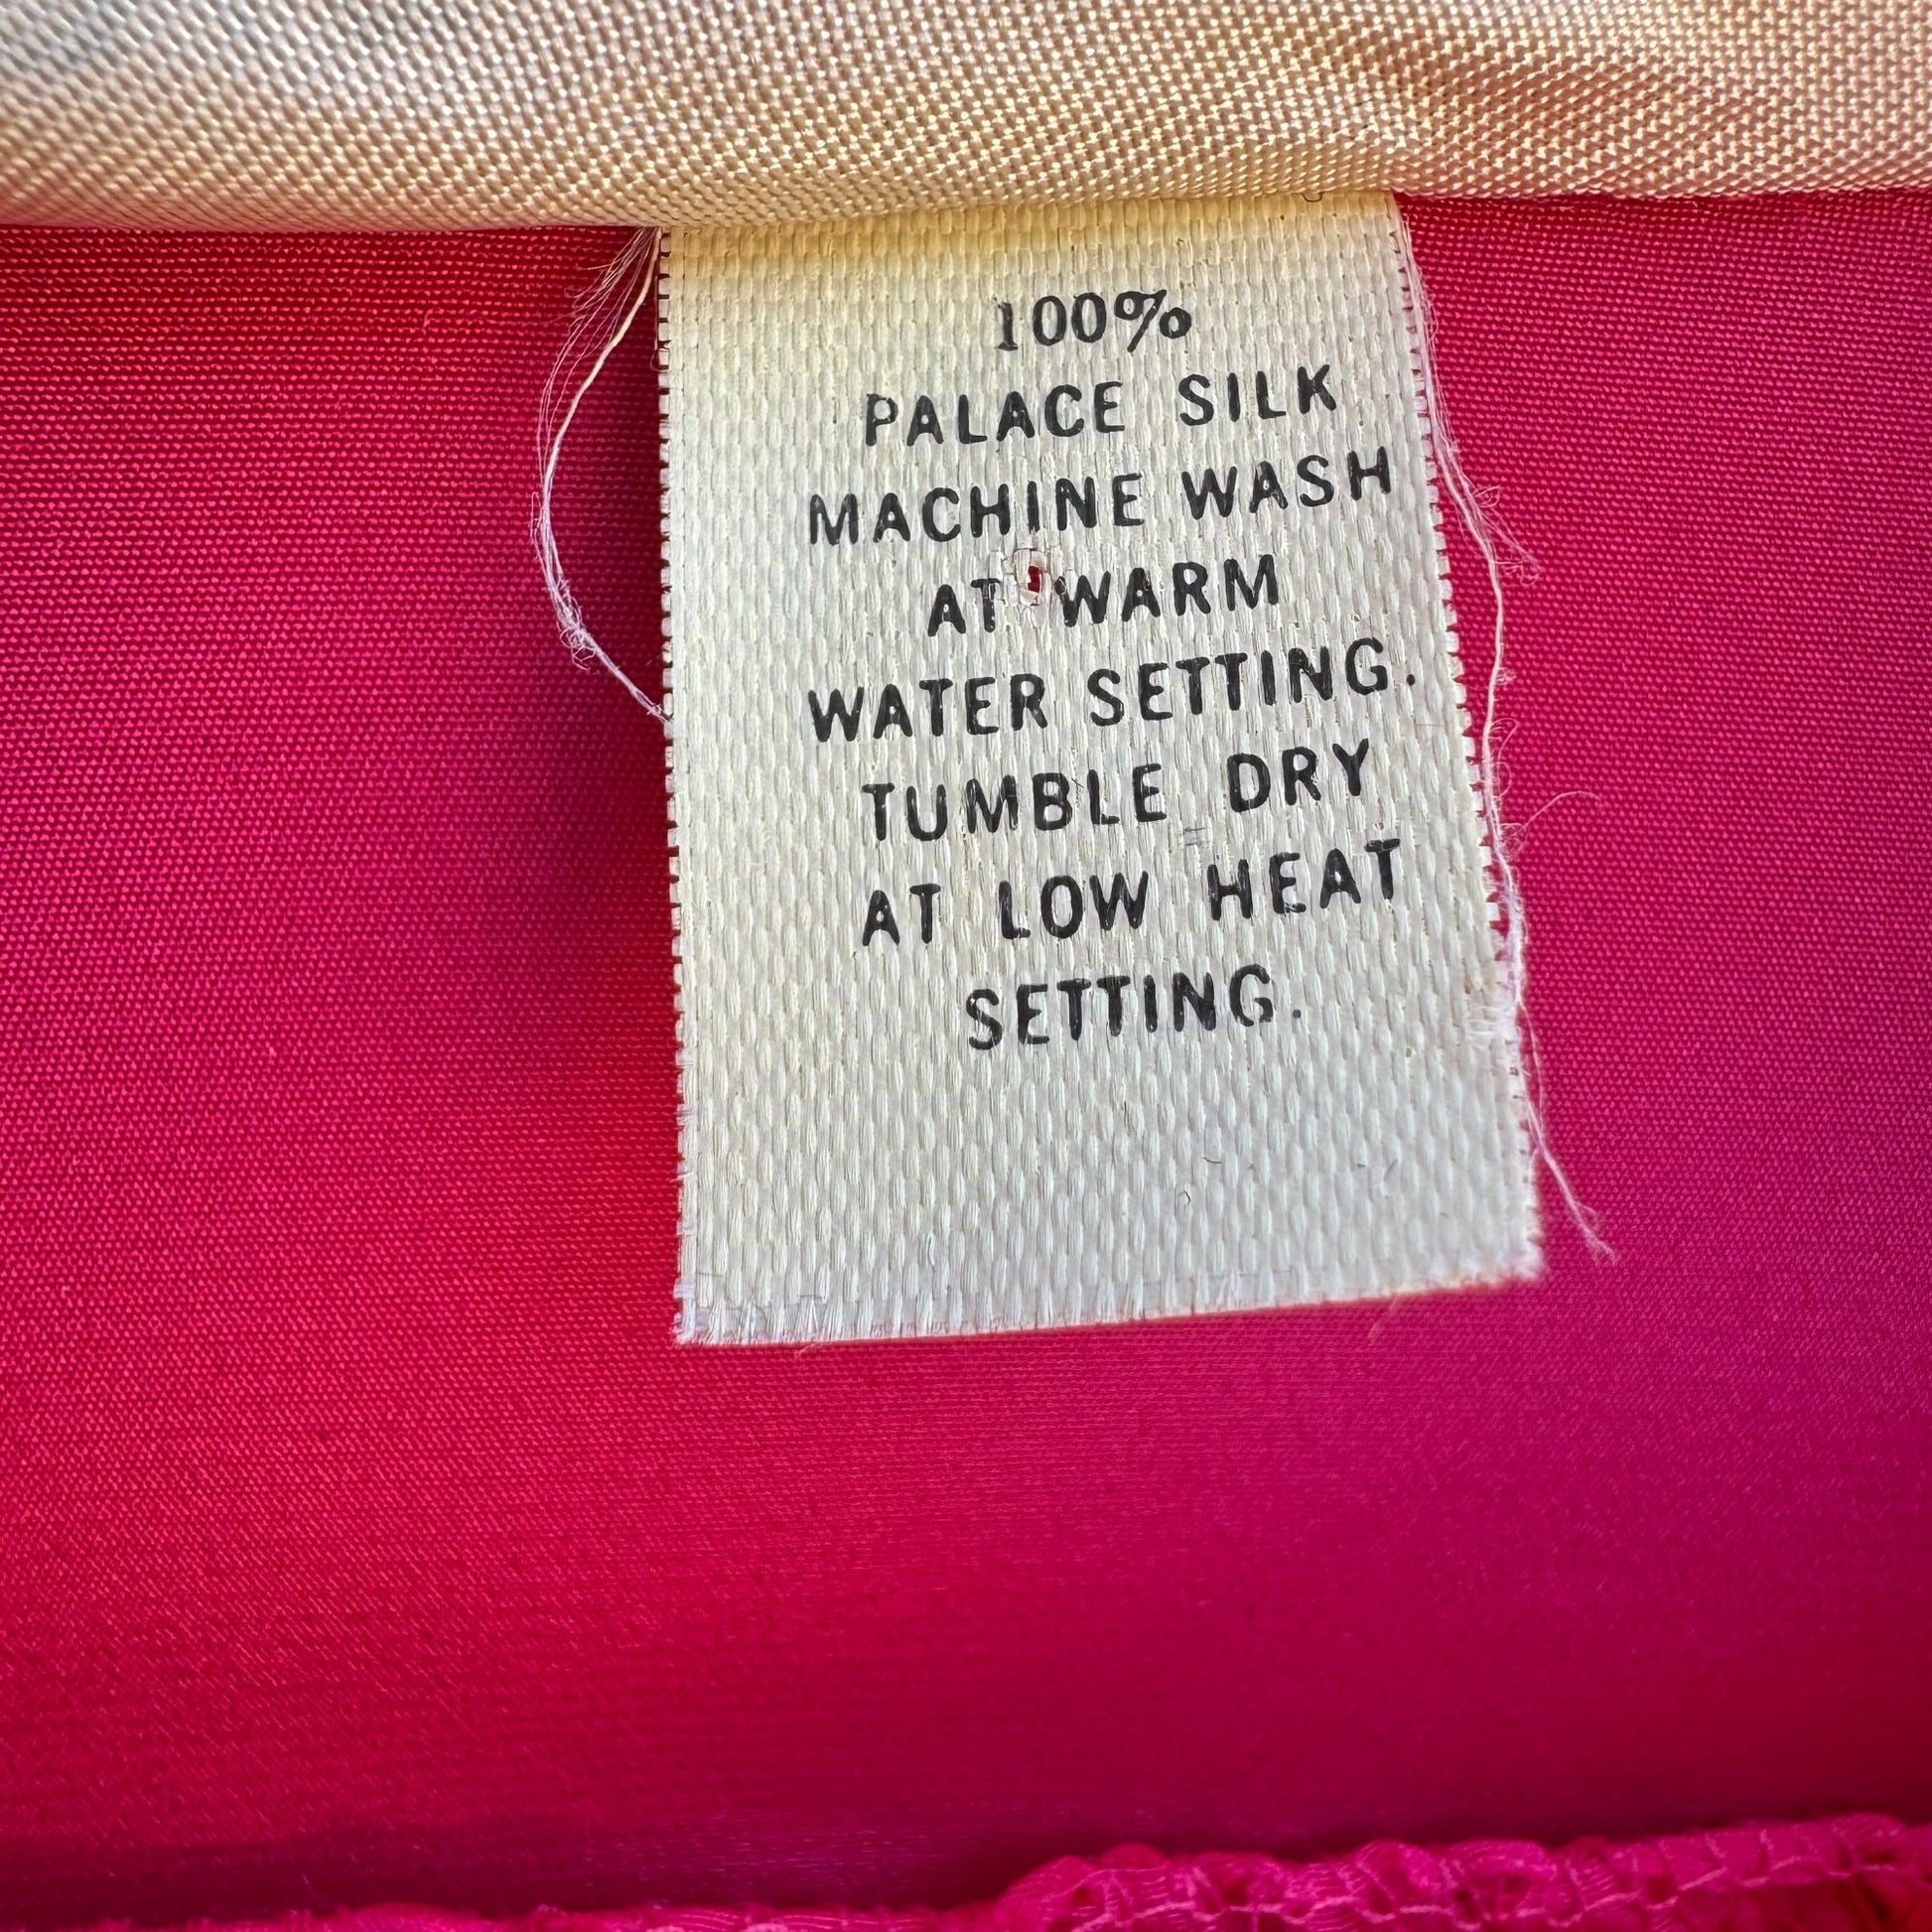 100%
PALACE SILK
MACHINE WASH
AT WARM
WATER SETTING.
TUMBLE DRY
AT LOW HEAT
SETTING.